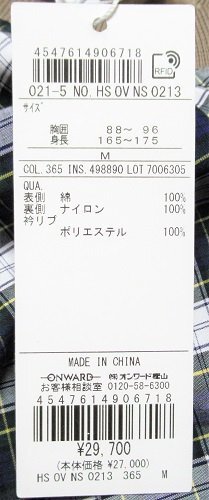 4547614906718
RFID
021-5 NO. HS OV NS 0213
サイズ
胸囲 88～ 96
身長 165～175
M
COL. 365 INS. 498890 LOT 7006305
QUA.
表側 綿 100%
裏側 ナイロン 100%
衿リブ
ポリエステル 100%
MADE IN CHINA
ONWARD ㈱オンワード樫山
お客様相談室 0120-58-6300
4547614906718
¥29,700
(本体価格 ¥27,000)
HS OV NS 0213 365 M